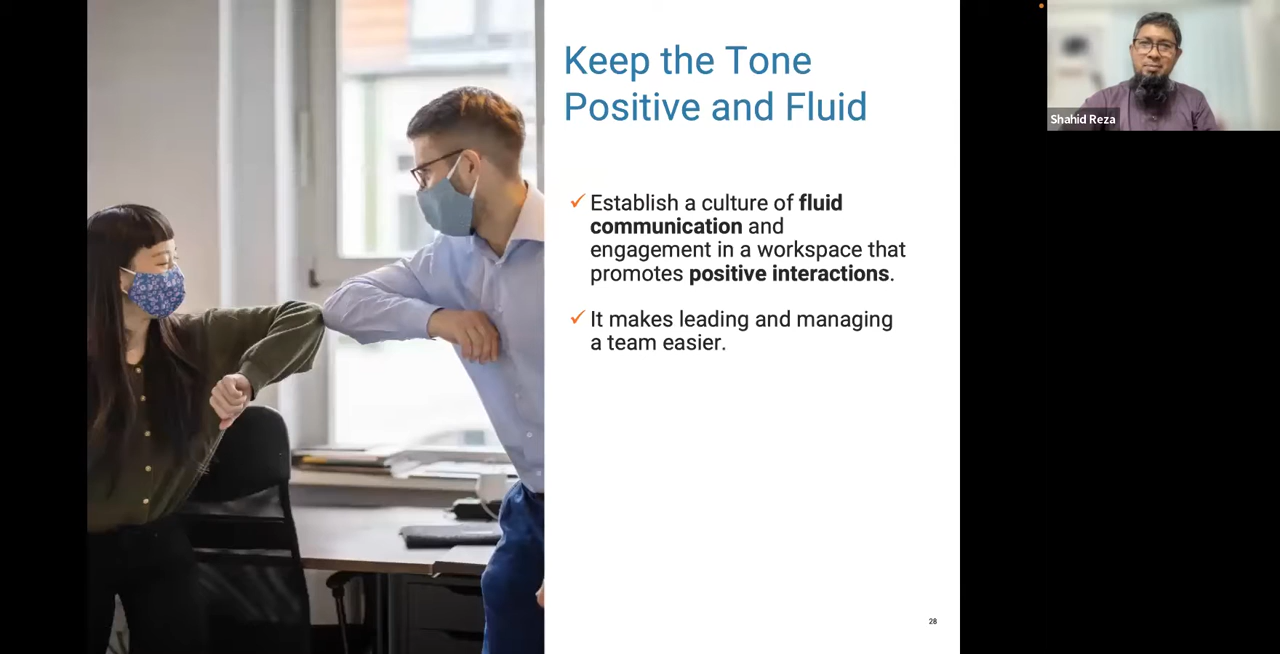 Keep the Tone
Positive and Fluid
✓ Establish a culture of fluid
communication and
engagement in a workspace that
promotes positive interactions.
✓ It makes leading and managing
a team easier.
28
Shahid Reza